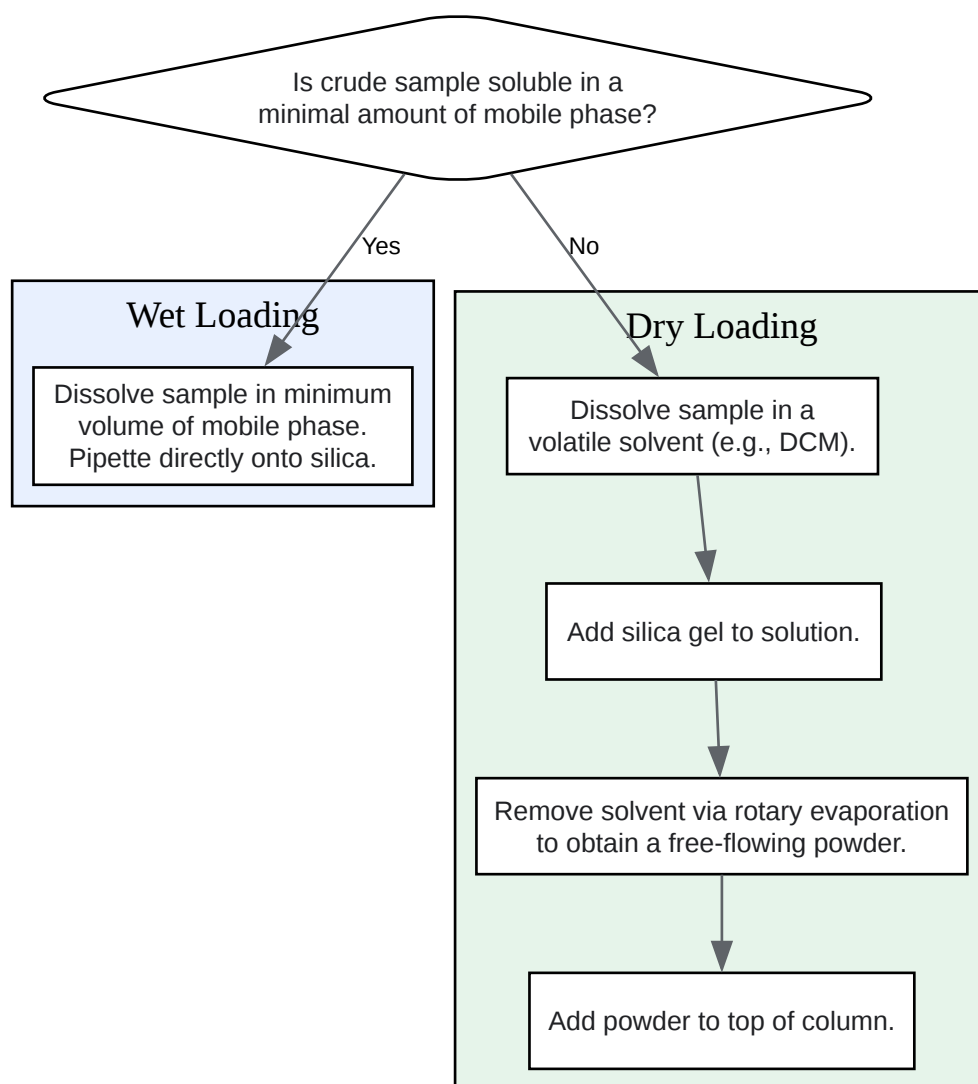 Is crude sample soluble in a
minimal amount of mobile phase?
Yes
No
Wet Loading
Dissolve sample in minimum
volume of mobile phase.
Pipette directly onto silica.
Dry Loading
Dissolve sample in a
volatile solvent (e.g., DCM).
Add silica gel to solution.
Remove solvent via rotary evaporation
to obtain a free-flowing powder.
Add powder to top of column.